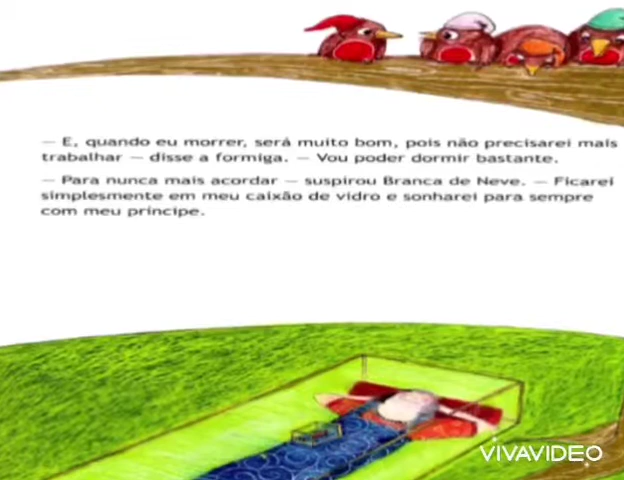 — E, quando eu morrer, será muito bom, pois não precisarei mais
trabalhar — disse a formiga. — Vou poder dormir bastante.
— Para nunca mais acordar — suspirou Branca de Neve. — Ficarei
simplesmente em meu caixão de vidro e sonharei para sempre
com meu príncipe.
VIVAVIDEO